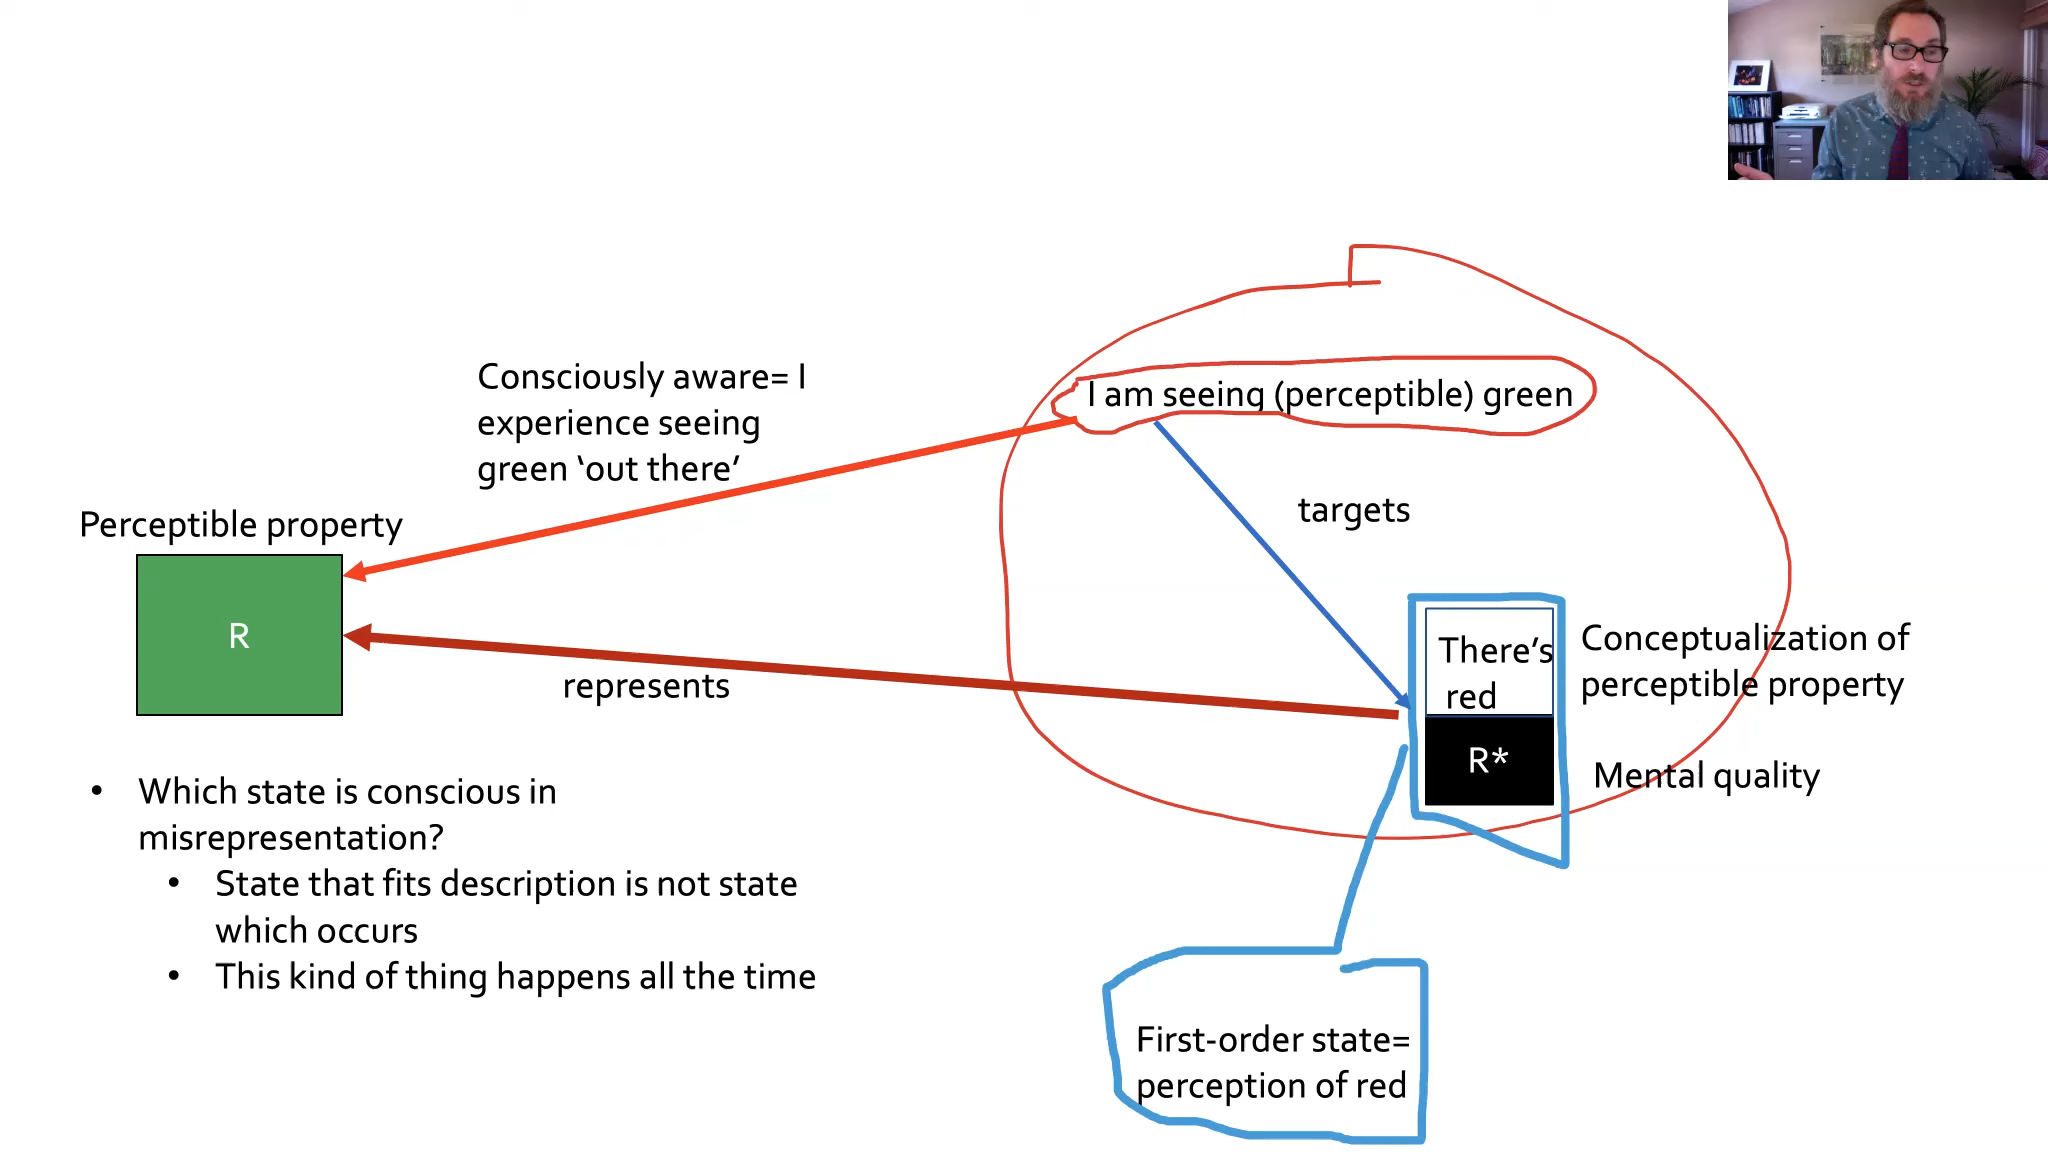 Consciously aware= I
experience seeing
green ‘out there’
I am seeing (perceptible) green
targets
Perceptible property
R
represents
There’s
red
R*
Conceptualization of
perceptible property
Mental quality
• Which state is conscious in
misrepresentation?
• State that fits description is not state
which occurs
• This kind of thing happens all the time
First-order state=
perception of red